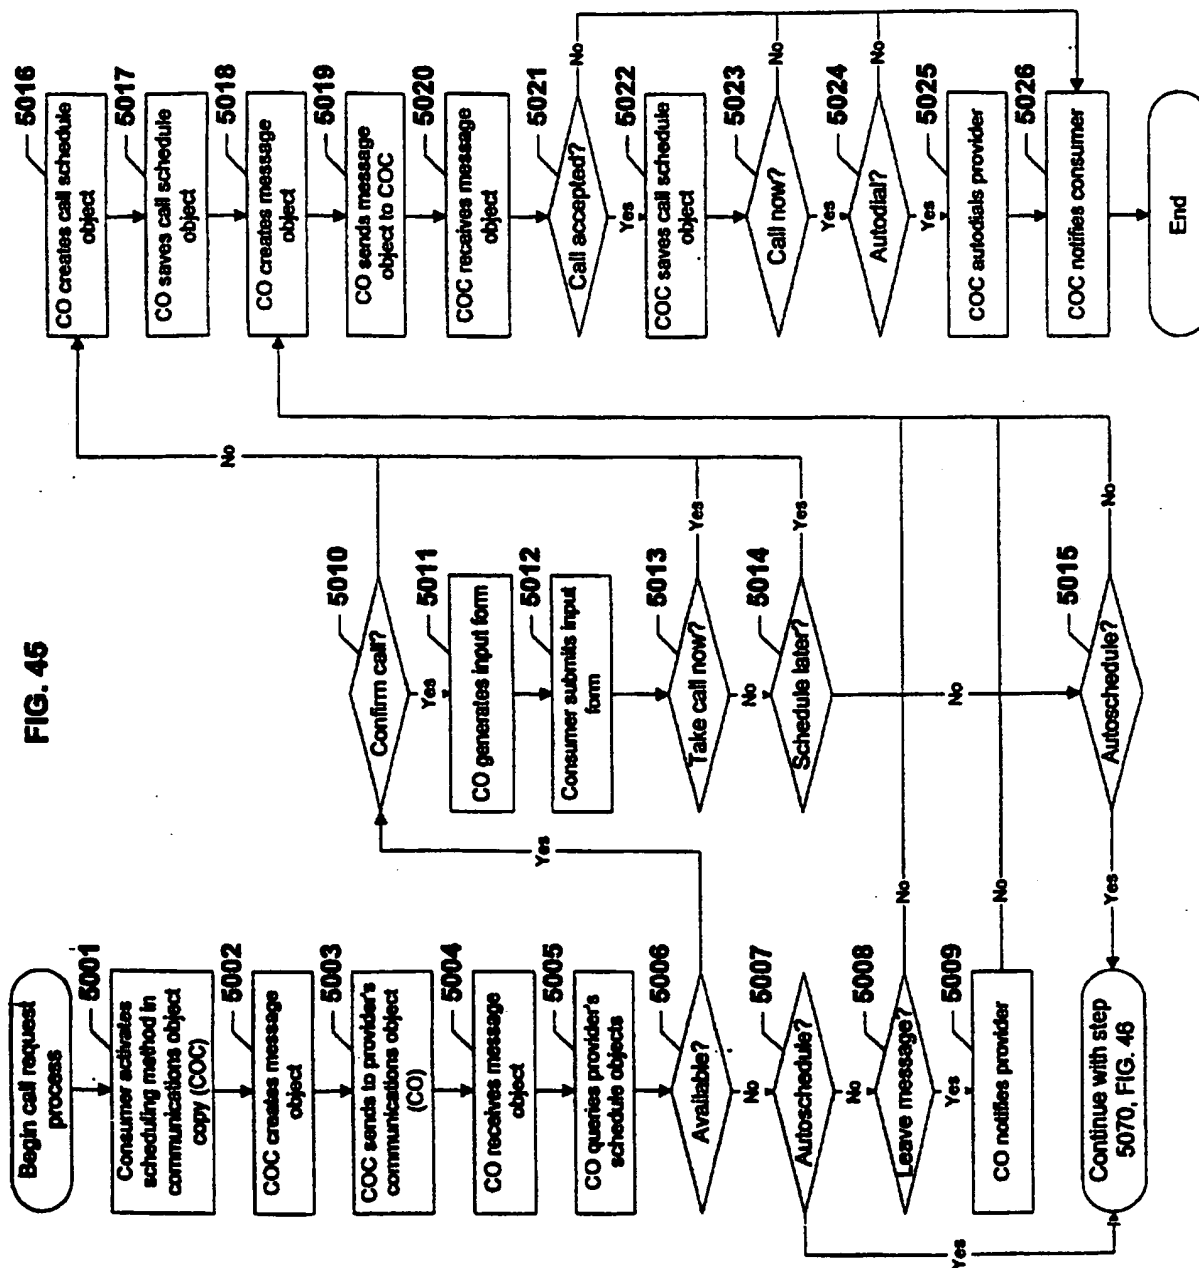 FIG. 45
Begin call request
process
5001
Consumer activates
scheduling method in
communications object
copy (COC)
5002
COC creates message
object
5003
COC sends to provider's
communications object
(CO)
5004
CO receives message
object
5005
CO queries provider's
schedule objects
5006
Available?
Yes
No
5007
Autoschedule?
Yes
No
5008
Leave message?
No
Yes
5009
CO notifies provider
No
Continue with step
5070, FIG. 46
5010
Confirm call?
No
Yes
5011
CO generates input form
5012
Consumer submits input
form
5013
Take call now?
Yes
No
5014
Schedule later?
Yes
No
5015
Autoschedule?
No
Yes
5016
CO creates call schedule
object
5017
CO saves call schedule
object
5018
CO creates message
object
5019
CO sends message
object to COC
5020
COC receives message
object
5021
Call accepted?
No
Yes
5022
COC saves call schedule
object
5023
Call now?
No
Yes
5024
Autodial?
No
Yes
5025
COC autodials provider
5026
COC notifies consumer
End